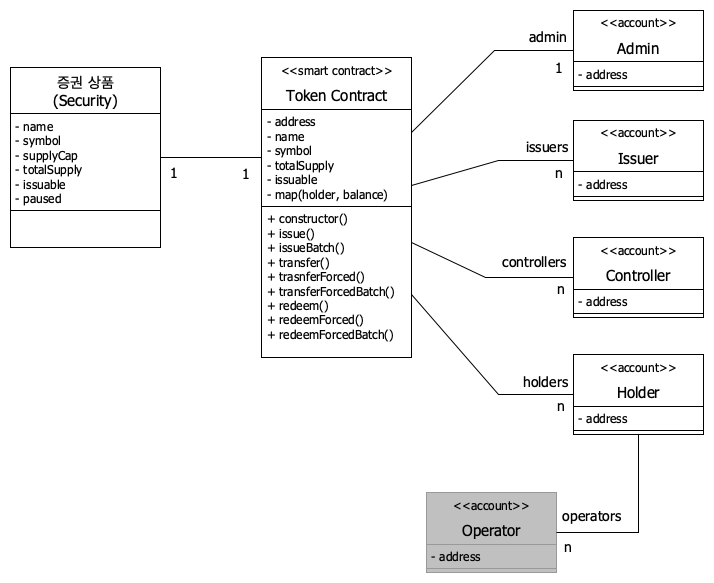 증권 상품
(Security)
- name
- symbol
- supplyCap
- totalSupply
- issuable
- paused
1
1
<<smart contract>>
Token Contract
- address
- name
- symbol
- totalSupply
- issuable
- map(holder, balance)
+ constructor()
+ issue()
+ issueBatch()
+ transfer()
+ trasnferForced()
+ transferForcedBatch()
+ redeem()
+ redeemForced()
+ redeemForcedBatch()
admin
1
<<account>>
Admin
- address
issuers
n
<<account>>
Issuer
- address
controllers
n
<<account>>
Controller
- address
holders
n
<<account>>
Holder
- address
operators
n
<<account>>
Operator
- address